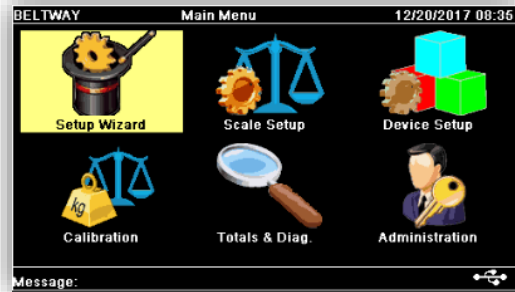 BELTWAY Main Menu 12/20/2017 08:35
Setup Wizard Scale Setup Device Setup
kg
Calibration Totals & Diag. Administration
Message: